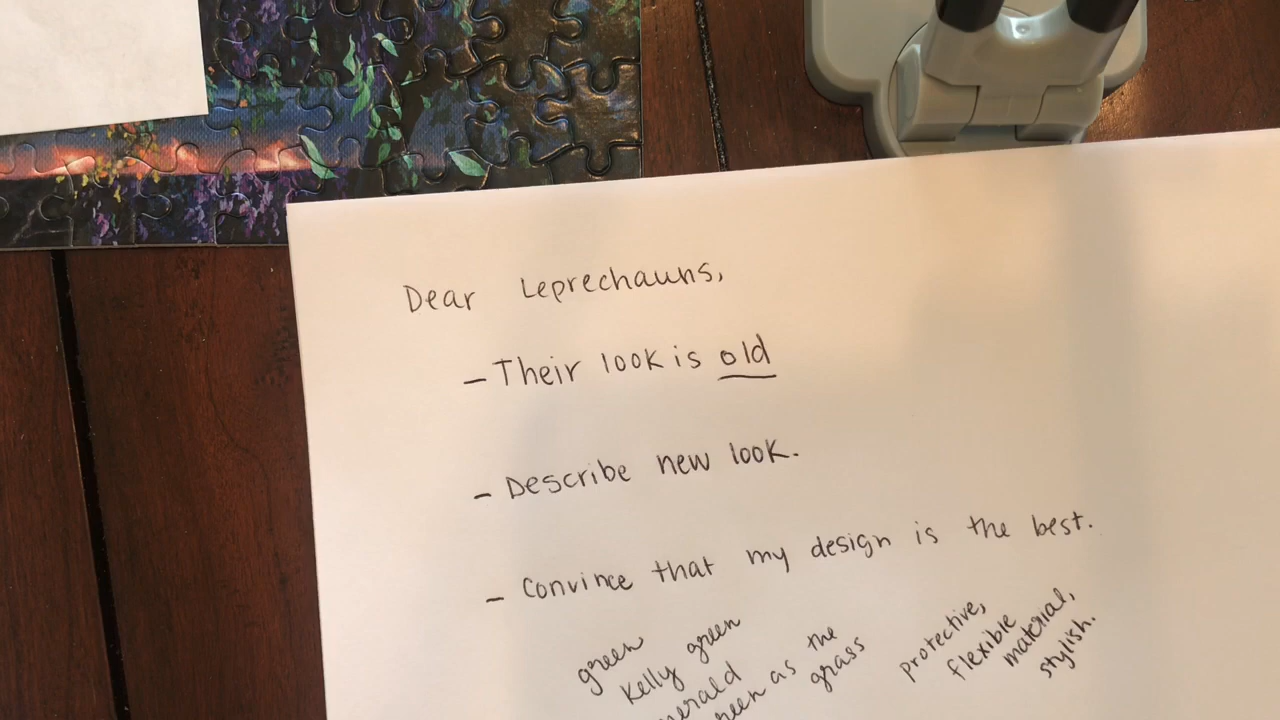 Dear Leprechauns,
- Their look is old
- Describe new look.
- Convince that my design is the best.
green
Kelly green
as the
grass
protective,
flexible
material,
stylish.